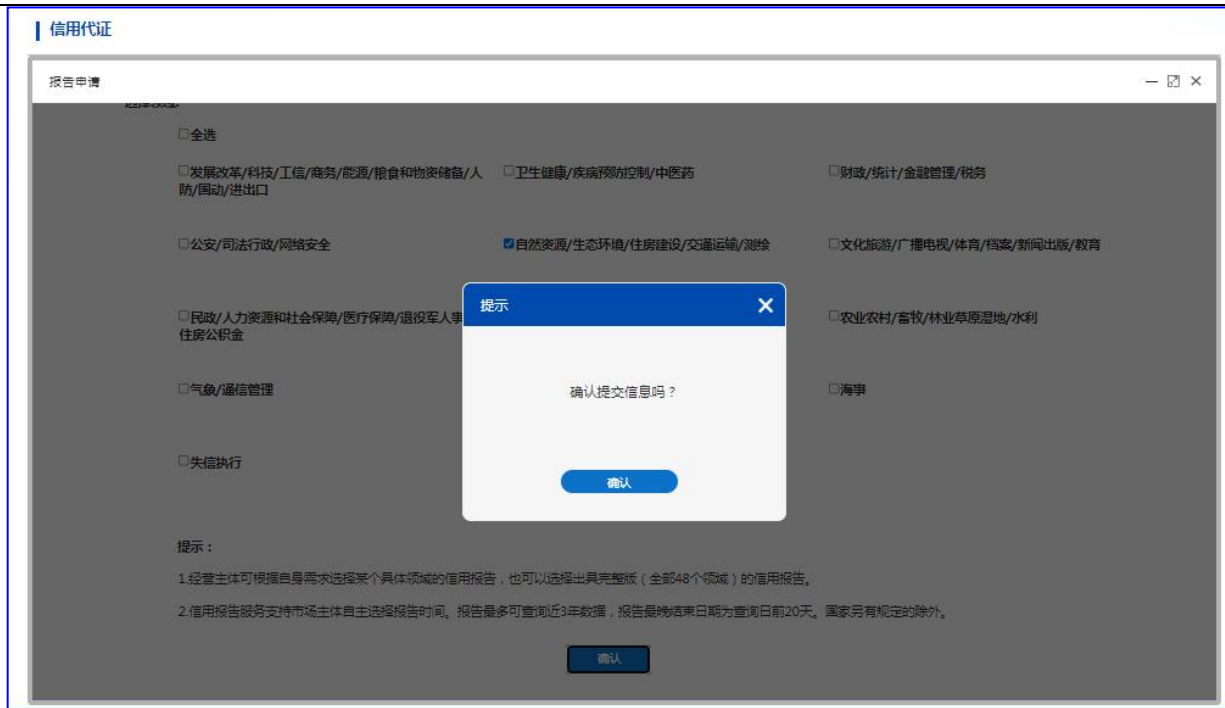 信用代证
报告申请
全选
发展改革/科技/工信/商务/能源/粮食和物资储备/人
防/国动/进出口
卫生健康/疾病预防控制/中医药
财政/统计/金融管理/税务
公安/司法行政/网络安全
自然资源/生态环境/住房建设/交通运输/测绘
文化旅游/广播电视/体育/档案/新闻出版/教育
民政/人力资源和社会保障/医疗保障/退役军人事
住房公积金
农业农村/畜牧/林业草原湿地/水利
气象/通信管理
海事
失信执行
提示
确认提交信息吗?
确认
提示:
1.经营主体可根据自身需求选择某个具体领域的信用报告,也可以选择出具完整版(全部48个领域)的信用报告。
2.信用报告服务支持市场主体自主选择报告时间。报告最多可查询近3年数据,报告最晚结束日期为查询日前20天。国家另有规定的除外。
确认